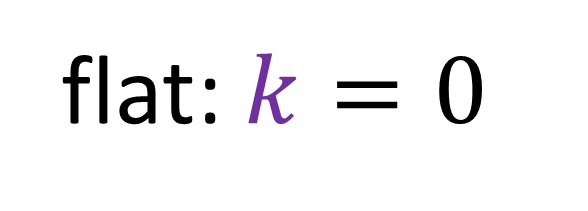 flat: k = 0